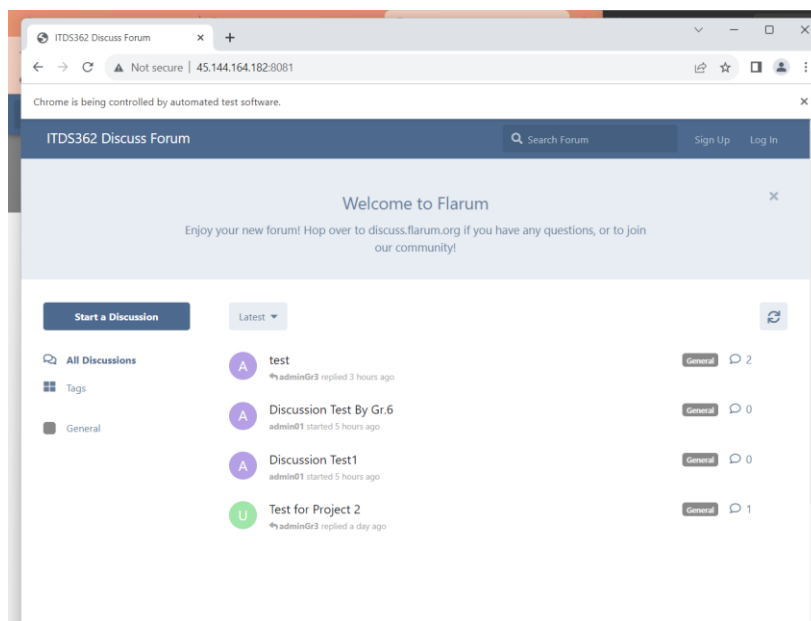 ITDS362 Discuss Forum
Not secure | 45.144.164.182:8081
Chrome is being controlled by automated test software.
ITDS362 Discuss Forum
Search Forum
Sign Up
Log In
Welcome to Flarum
Enjoy your new forum! Hop over to discuss.flarum.org if you have any questions, or to join
our community!
Start a Discussion
Latest
All Discussions
Tags
General
A
test
adminGr3 replied 3 hours ago
General
2
A
Discussion Test By Gr.6
admin01 started 5 hours ago
General
0
A
Discussion Test1
admin01 started 5 hours ago
General
0
U
Test for Project 2
adminGr3 replied a day ago
General
1